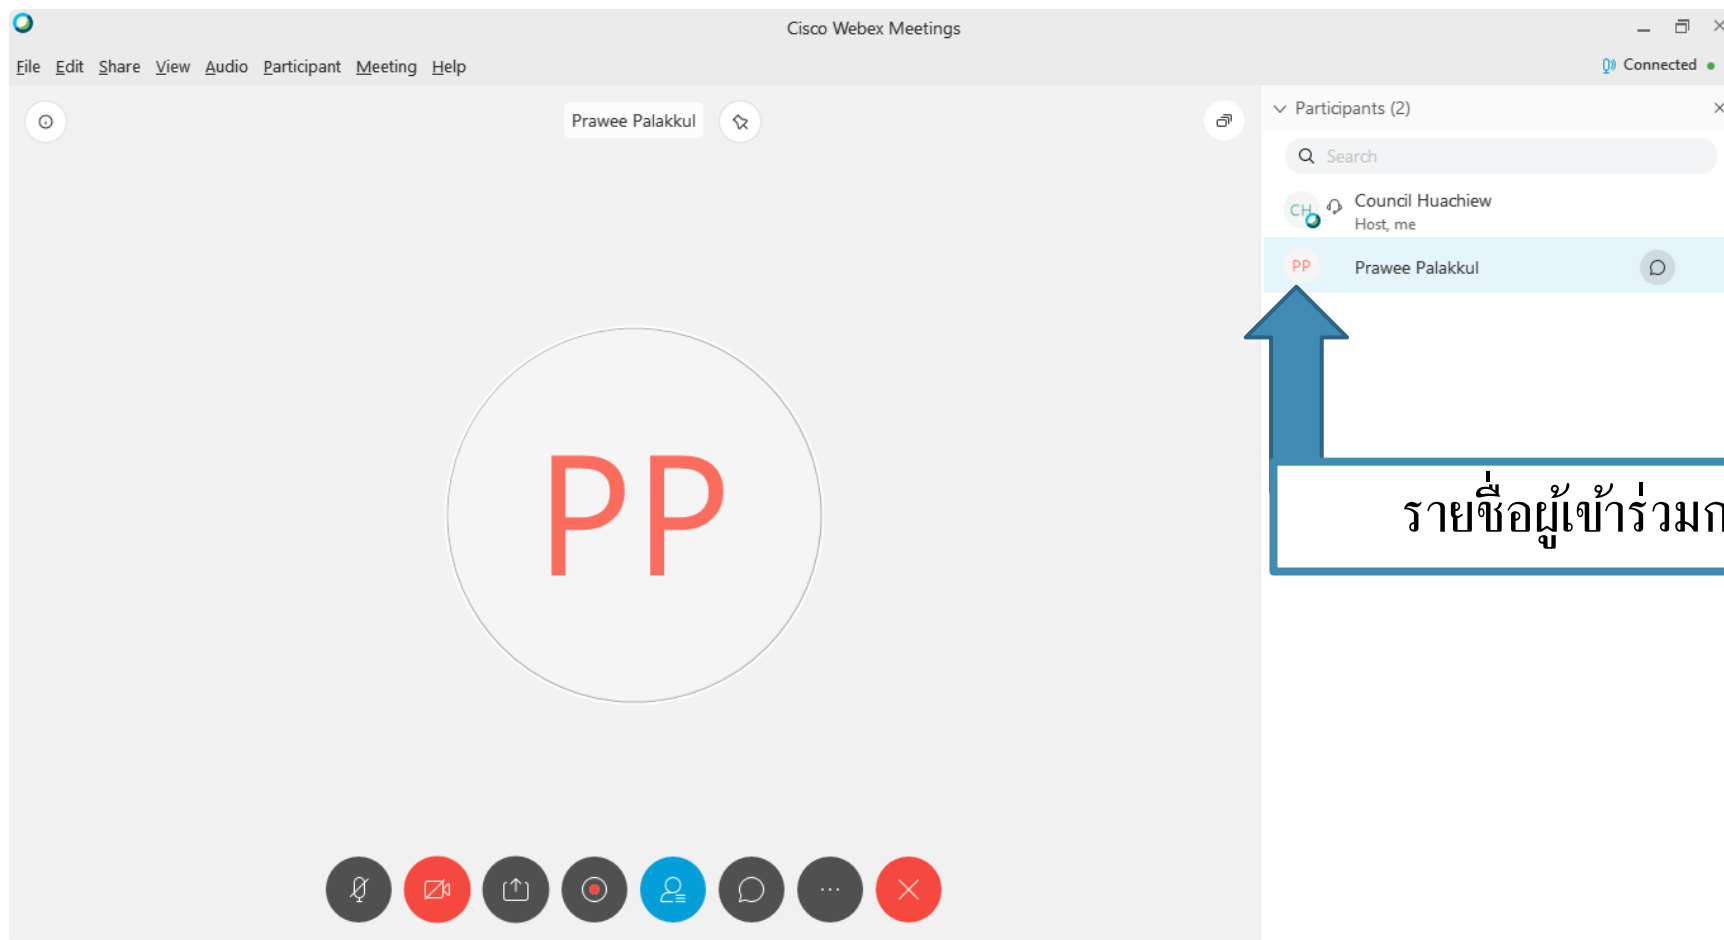 Cisco Webex Meetings
File Edit Share View Audio Participant Meeting Help
Connected
Prawee Palakkul
Participants (2)
Search
CH
Council Huachiew
Host, me
PP
Prawee Palakkul
PP
รายชื่อผู้เข้าร่วมก